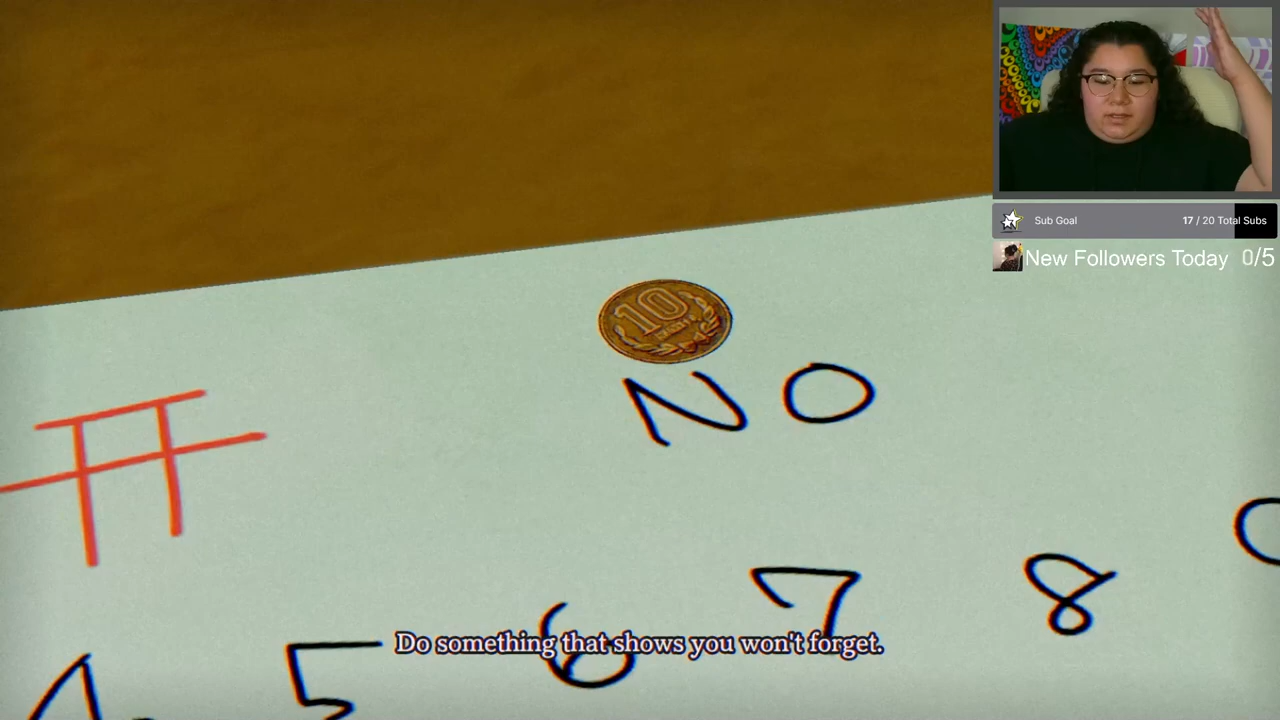 Sub Goal 17 / 20 Total Subs
New Followers Today 0/5
10
NO
4 5 6 7 8
Do something that shows you won't forget.